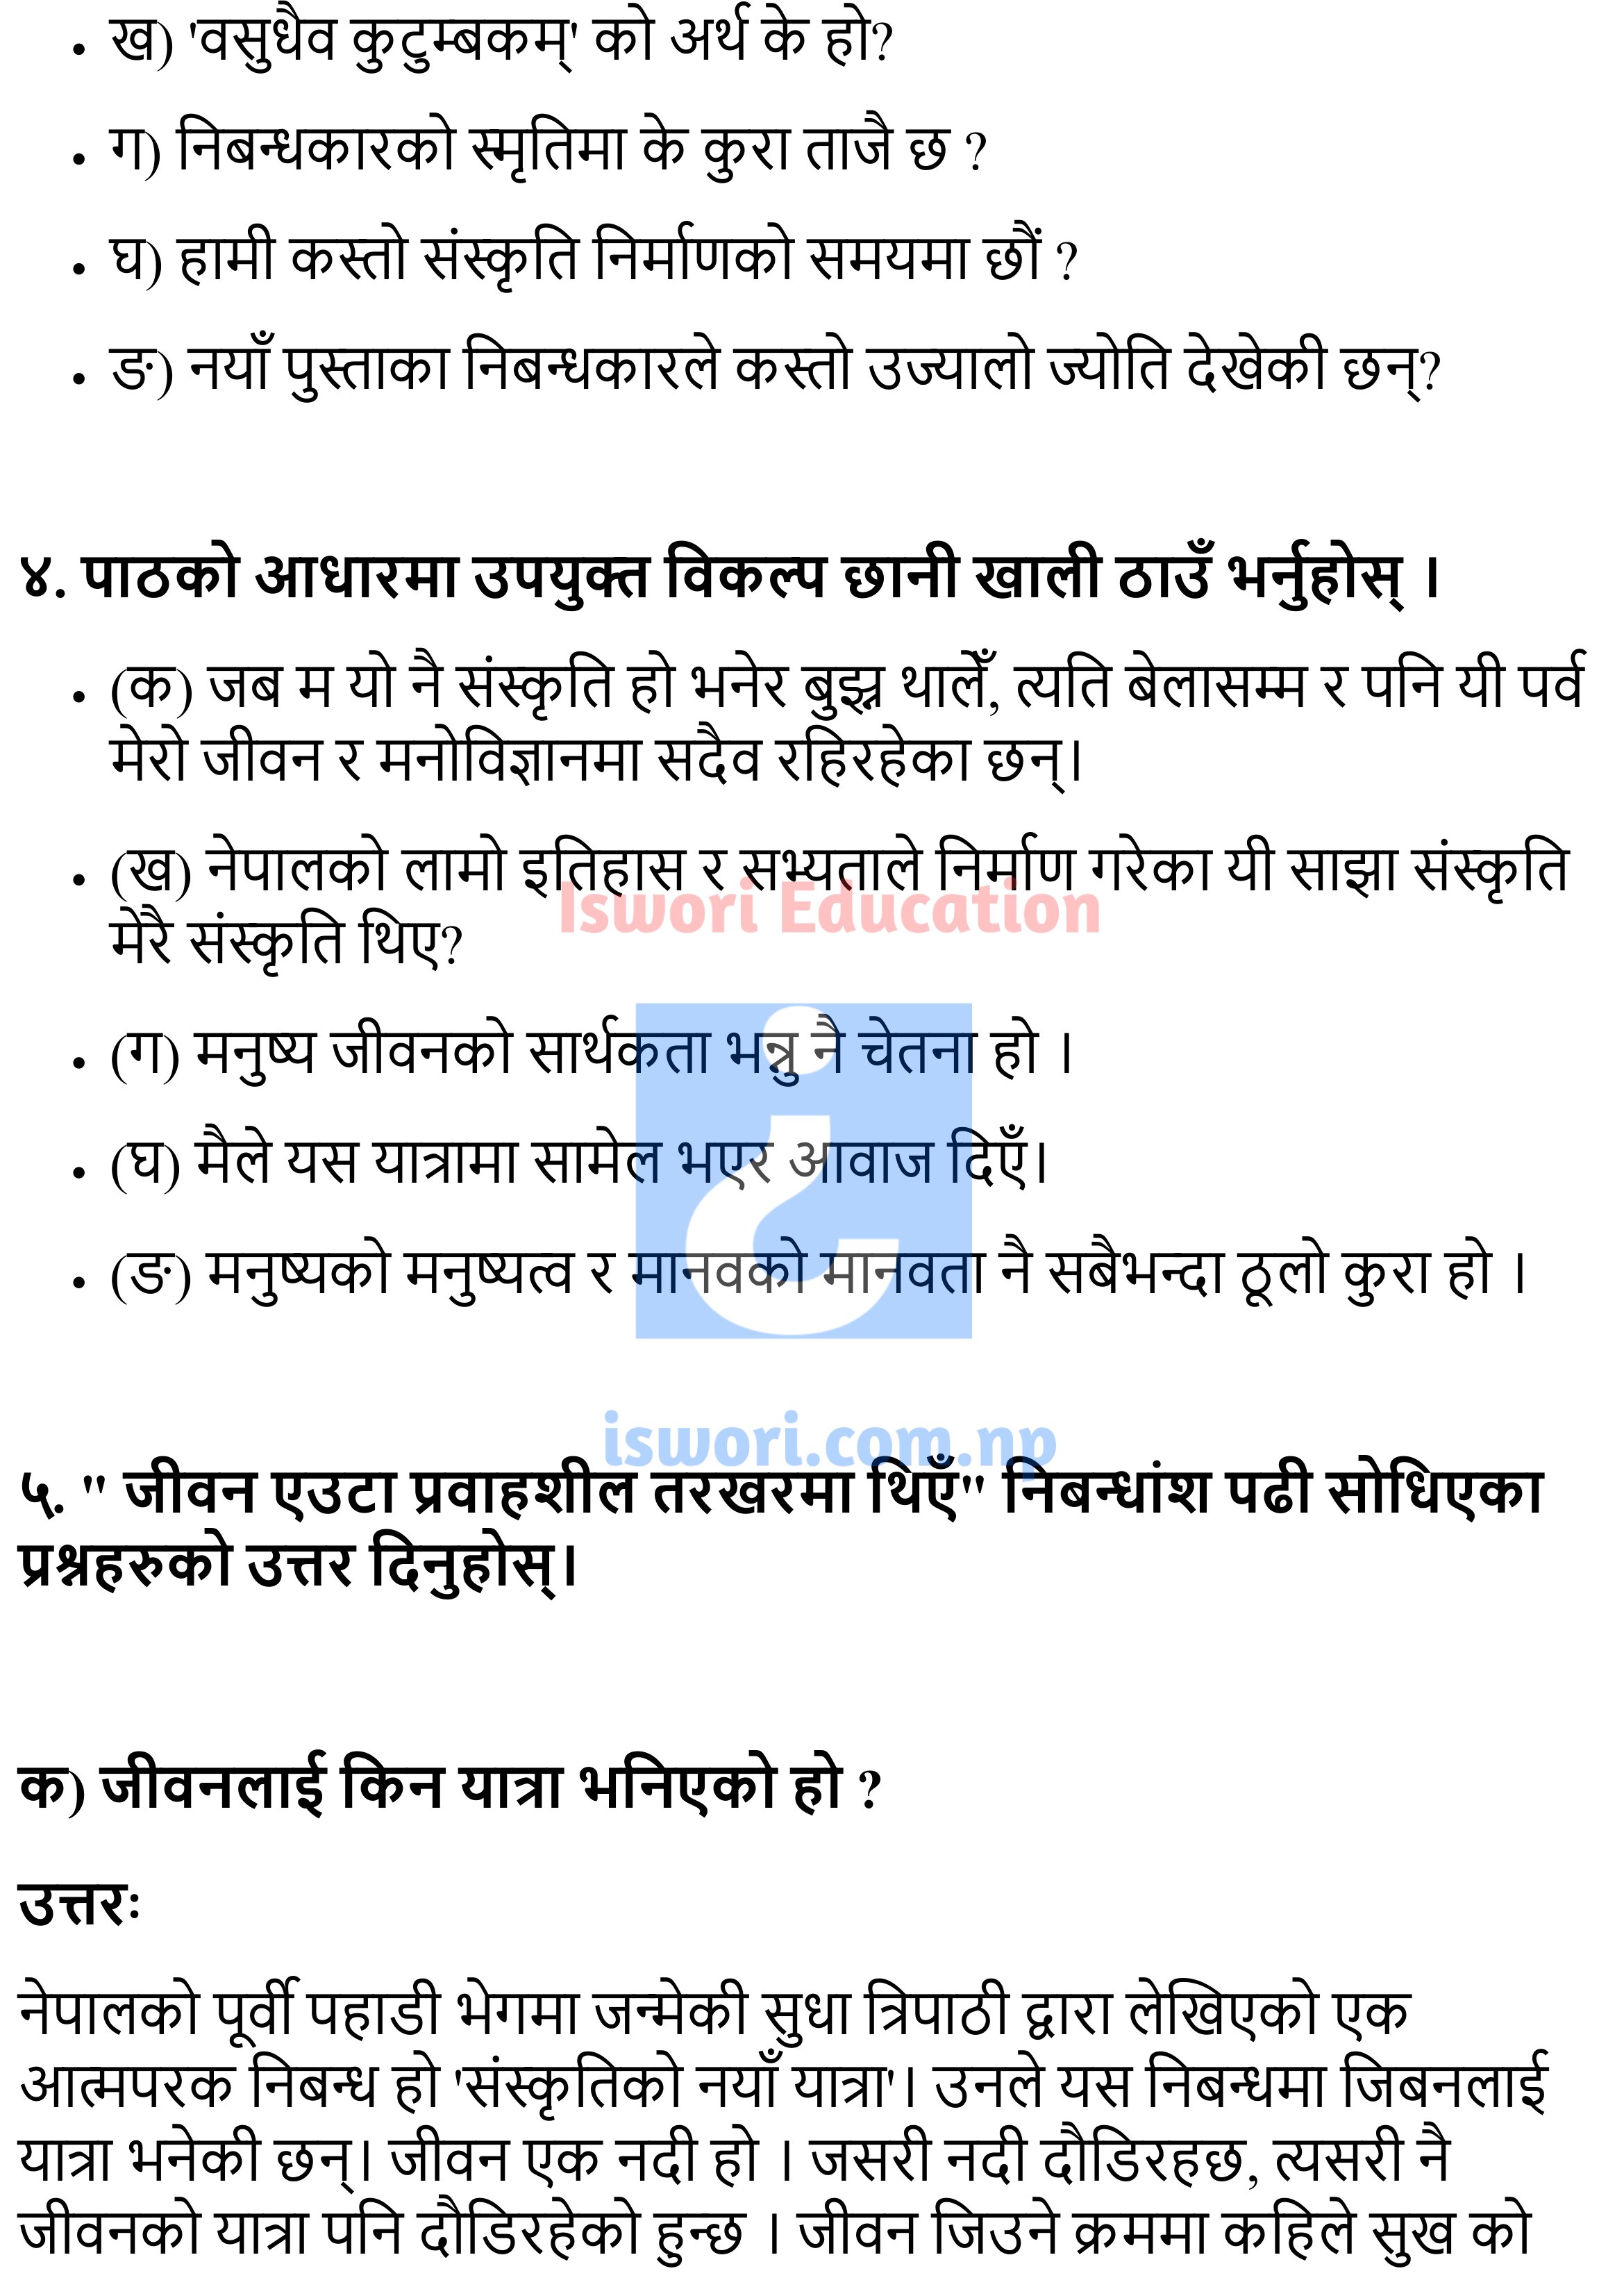 • ख) 'वसुधैव कुटुम्बकम्' को अर्थ के हो?
• ग) निबन्धकारको स्मृतिमा के कुरा ताजै छ ?
• घ) हामी कस्तो संस्कृति निर्माणको समयमा छौं ?
• ङ) नयाँ पुस्ताका निबन्धकारले कस्तो उज्यालो ज्योति देखेकी छन्?
४. पाठको आधारमा उपयुक्त विकल्प छानी खाली ठाउँ भर्नुहोस् ।
• (क) जब म यो नै संस्कृति हो भनेर बुझ्न थालेँ, त्यति बेलासम्म र पनि यी पर्व
मेरो जीवन र मनोविज्ञानमा सदैव रहिरहेका छन्।
• (ख) नेपालको लामो इतिहास र सभ्यताले निर्माण गरेका यी साझा संस्कृति
मेरै संस्कृति थिए?
Iswori Education
• (ग) मनुष्य जीवनको सार्थकता भन्नु नै चेतना हो ।
• (घ) मैले यस यात्रामा सामेल भएर आवाज दिएँ।
• (ङ) मनुष्यको मनुष्यत्व र मानवको मानवता नै सबैभन्दा ठूलो कुरा हो ।
iswori.com.np
५. " जीवन एउटा प्रवाहशील तरखरमा थिएँ" निबन्धांश पढी सोधिएका
प्रश्नहरुको उत्तर दिनुहोस्।
क) जीवनलाई किन यात्रा भनिएको हो ?
उत्तरः
नेपालको पूर्वी पहाडी भेगमा जन्मेकी सुधा त्रिपाठी द्वारा लेखिएको एक
आत्मपरक निबन्ध हो 'संस्कृतिको नयाँ यात्रा'। उनले यस निबन्धमा जिबनलाई
यात्रा भनेकी छन्। जीवन एक नदी हो । जसरी नदी दौडिरहछ, त्यसरी नै
जीवनको यात्रा पनि दौडिरहेको हुन्छ । जीवन जिउने क्रममा कहिले सुख को